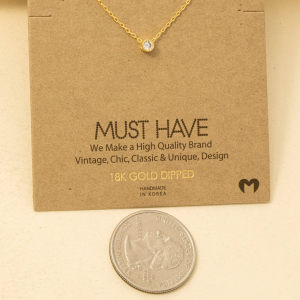 MUST HAVE
We Make a High Quality Brand
Vintage, Chic, Classic & Unique, Design
18K GOLD DIPPED
HANDMADE
IN KOREA